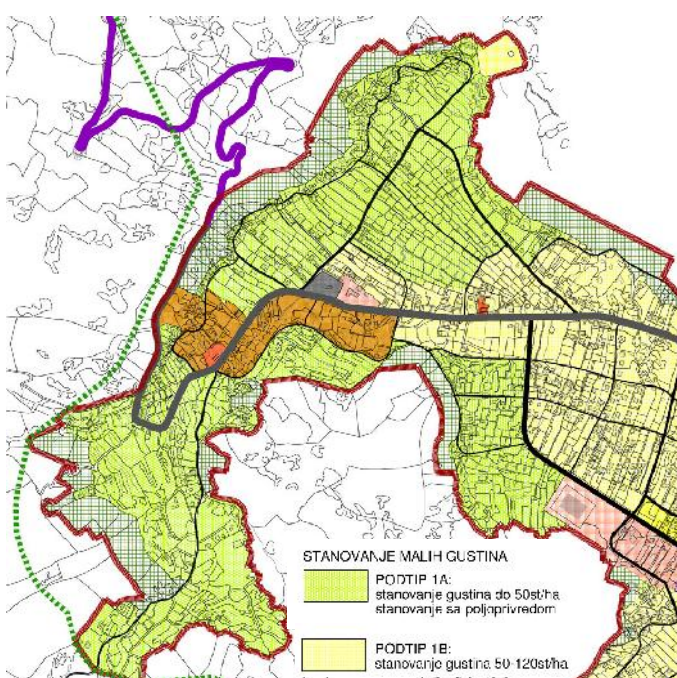 STANOVANJE MALIH GUSTINA
PODTIP 1A:
stanovanje gustina do 50st/ha
stanovanje sa poljoprivredom
PODTIP 1B:
stanovanje gustina 50-120st/ha